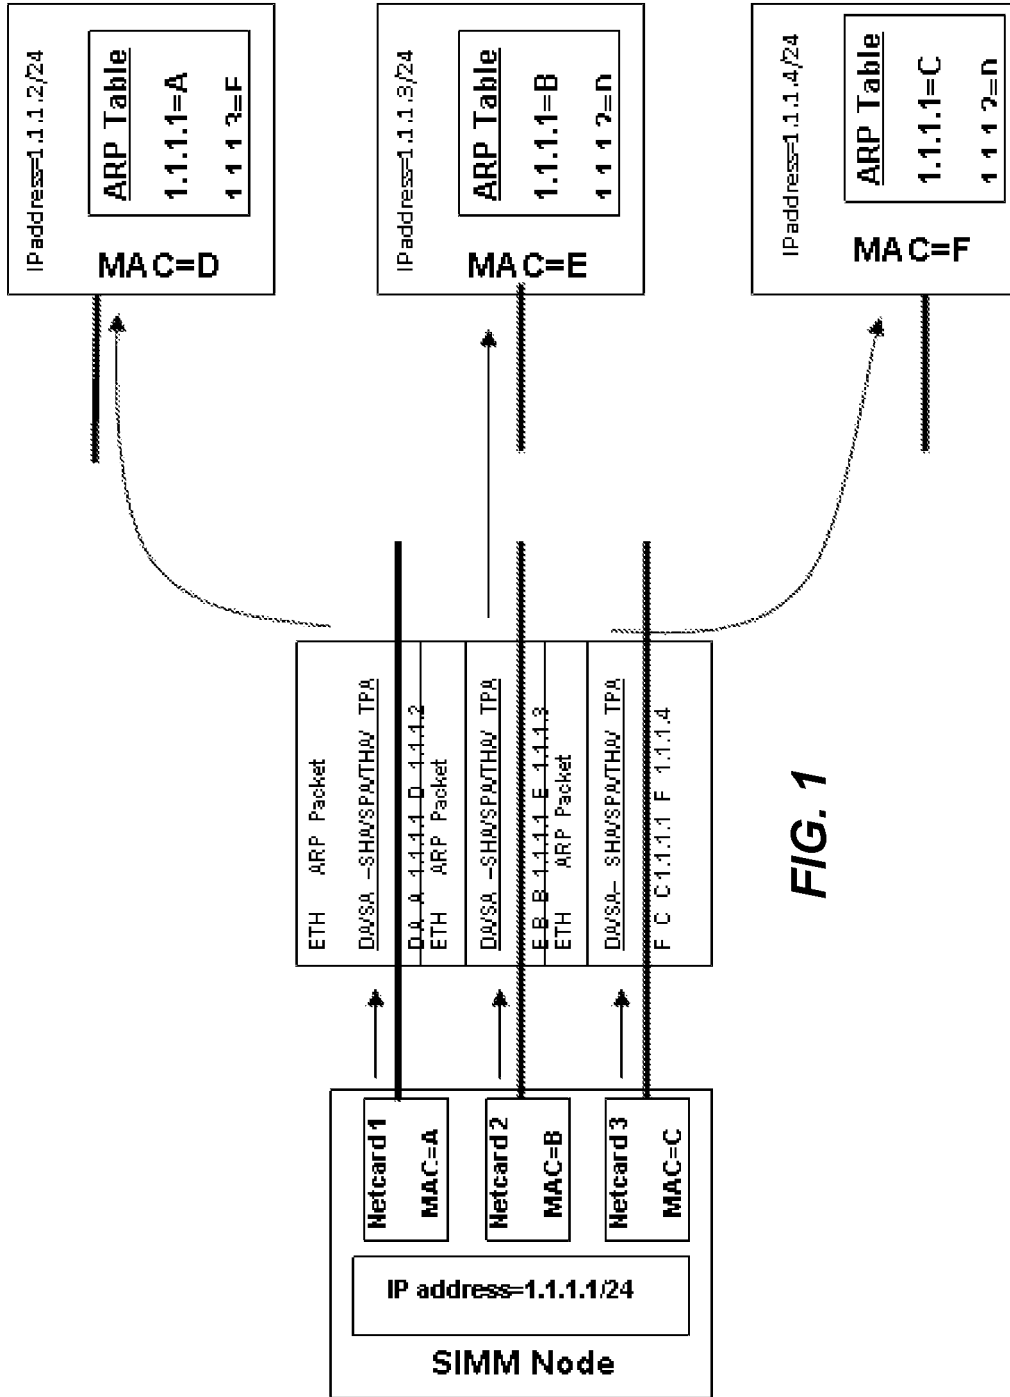 IPaddress=1.1.1.2/24
ARP Table
1.1.1.1=A
MAC=D
IPaddress=1.1.1.3/24
ARP Table
1.1.1.1=B
MAC=E
IPaddress=1.1.1.4/24
ARP Table
1.1.1.1=C
MAC=F
ETH ARP Packet
DA/SA –SHA/SPA/THA/ TPA
D A A 1.1.1.1 D 1.1.1.2
ETH ARP Packet
DA/SA –SHA/SPA/THA/ TPA
E B B 1.1.1.1 E 1.1.1.3
ETH ARP Packet
DA/SA– SHA/SPA/THA/ TPA
F C C 1.1.1.1 F 1.1.1.4
Netcard 1
MAC=A
Netcard 2
MAC=B
Netcard 3
MAC=C
IP address=1.1.1.1/24
SIMM Node
FIG. 1